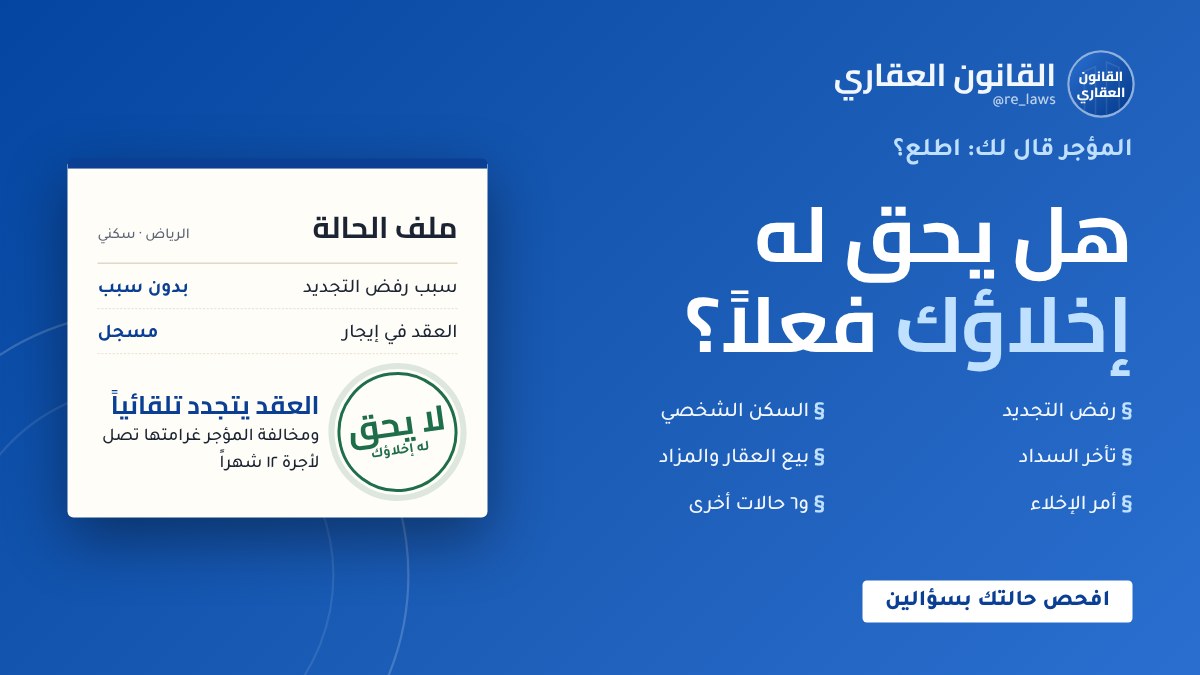 القانون العقاري
القانون العقاري
@re_laws
المؤجر قال لك: اطلع؟
هل يحق له
إخلاؤك فعلاً؟
§ رفض التجديد
§ السكن الشخصي
§ تأخر السداد
§ بيع العقار والمزاد
§ أمر الإخلاء
§ و٦ حالات أخرى
افحص حالتك بسؤالين
ملف الحالة
الرياض · سكني
سبب رفض التجديد
بدون سبب
العقد في إيجار
مسجل
لا يحق
له إخلاؤك
العقد يتجدد تلقائياً
ومخالفة المؤجر غرامتها تصل
لأجرة ١٢ شهراً